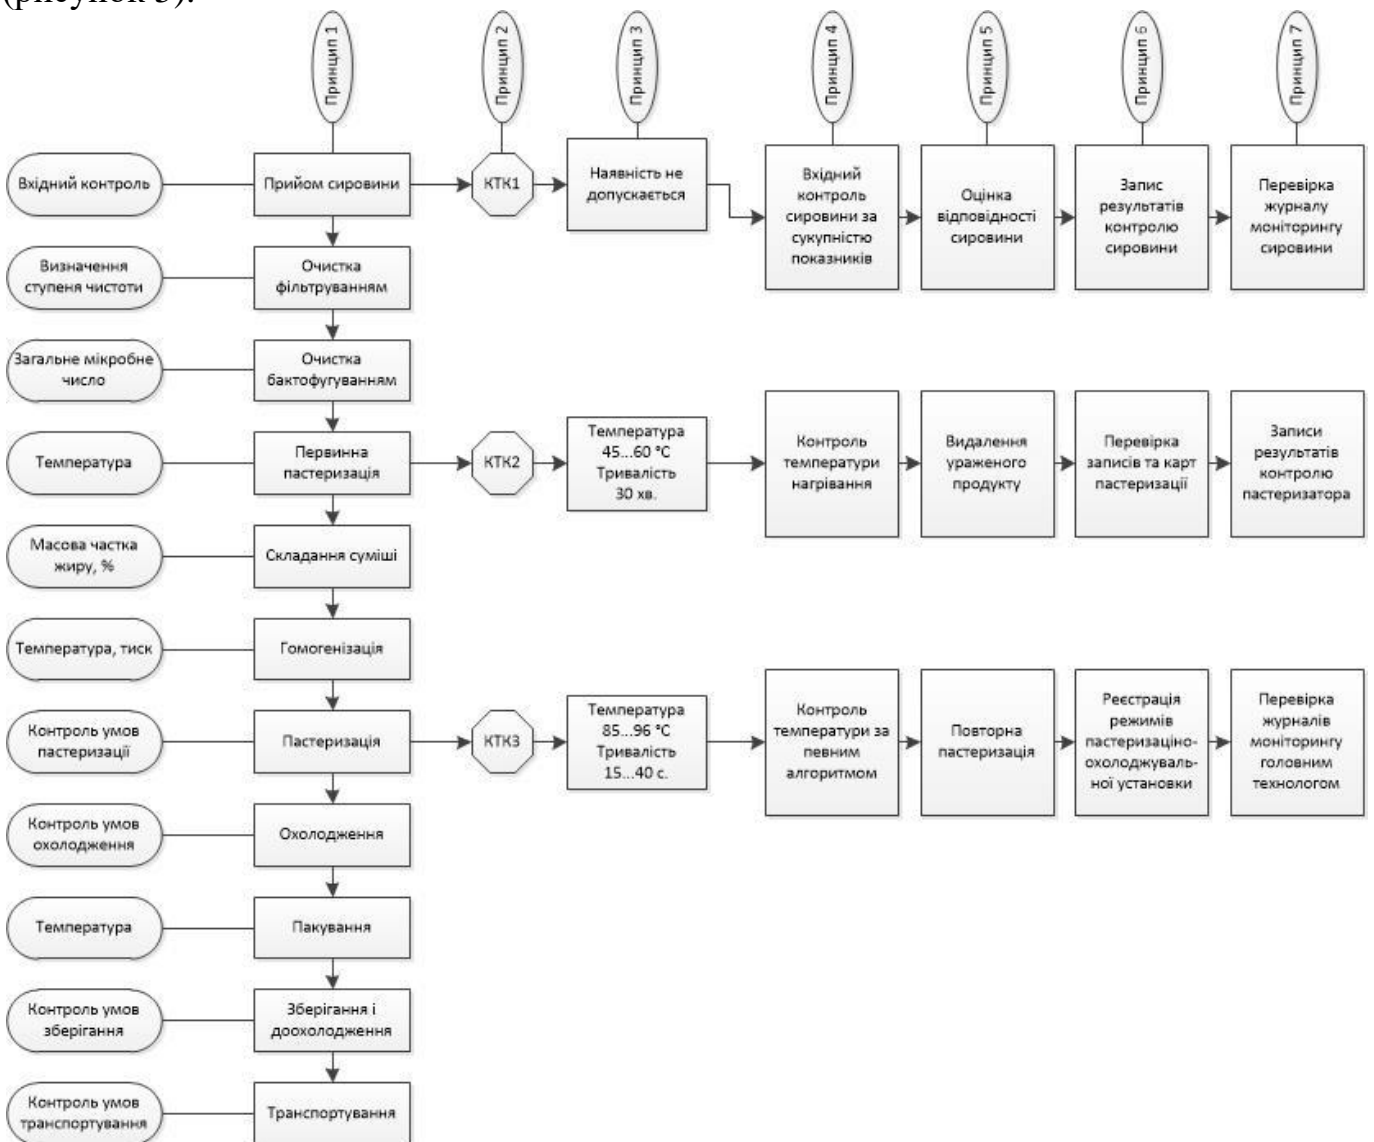 (рисунок 3).
Принцип 1
Принцип 2
Принцип 3
Принцип 4
Принцип 5
Принцип 6
Принцип 7
Вхідний контроль
Прийом сировини
КТК1
Наявність не
допускається
Вхідний
контроль
сировини за
сукупністю
показників
Оцінка
відповідності
сировини
Запис
результатів
контролю
сировини
Перевірка
журналу
моніторингу
сировини
Визначення
ступеня чистоти
Очистка
фільтруванням
Загальне мікробне
число
Очистка
бактофугуванням
Температура
Первинна
пастеризація
КТК2
Температура
45...60 °С
Тривалість
30 хв.
Контроль
температури
нагрівання
Видалення
ураженого
продукту
Перевірка
записів та карт
пастеризації
Записи
результатів
контролю
пастеризатора
Масова частка
жиру, %
Складання суміші
Температура, тиск
Гомогенізація
Контроль умов
пастеризації
Пастеризація
КТК3
Температура
85...96 °С
Тривалість
15...40 с.
Контроль
температури за
певним
алгоритмом
Повторна
пастеризація
Реєстрація
режимів
пастеризаціно-
охолоджуваль-
ної установки
Перевірка
журналів
моніторингу
головним
технологом
Контроль умов
охолодження
Охолодження
Температура
Пакування
Контроль умов
зберігання
Зберігання і
доохолодження
Контроль умов
транспортування
Транспортування